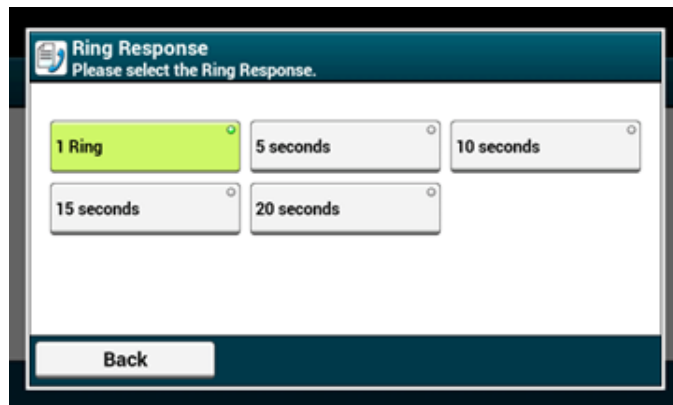 Ring Response
Please select the Ring Response.
1 Ring
5 seconds
10 seconds
15 seconds
20 seconds
Back